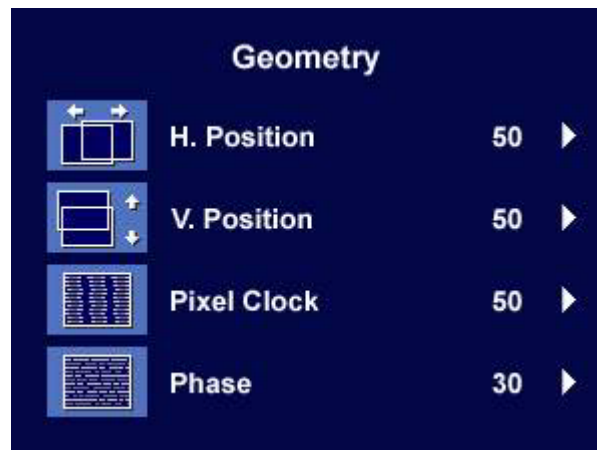 Geometry
H. Position 50
V. Position 50
Pixel Clock 50
Phase 30